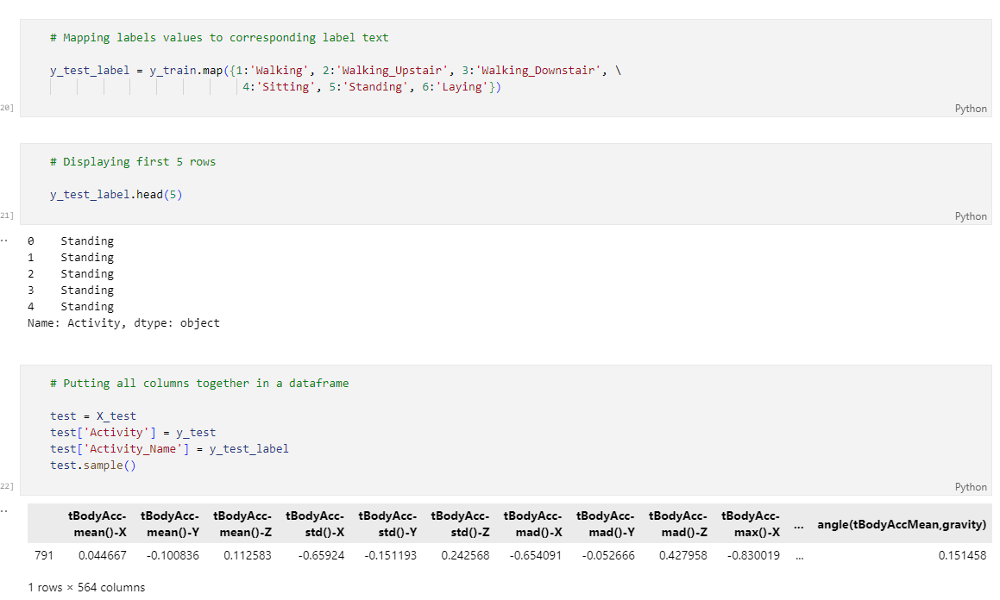 # Mapping labels values to corresponding label text
y_test_label = y_train.map({1:'Walking', 2:'Walking_Upstair', 3:'Walking_Downstair', \
4:'Sitting', 5:'Standing', 6:'Laying'})
20]
Python
# Displaying first 5 rows
y_test_label.head(5)
21]
Python
..
0 Standing
1 Standing
2 Standing
3 Standing
4 Standing
Name: Activity, dtype: object
# Putting all columns together in a dataframe
test = X_test
test['Activity'] = y_test
test['Activity_Name'] = y_test_label
test.sample()
22]
Python
..
tBodyAcc- tBodyAcc- tBodyAcc- tBodyAcc- tBodyAcc- tBodyAcc- tBodyAcc- tBodyAcc- tBodyAcc- tBodyAcc-
mean()-X mean()-Y mean()-Z std()-X std()-Y std()-Z mad()-X mad()-Y mad()-Z max()-X ... angle(tBodyAccMean,gravity)
791 0.044667 -0.100836 0.112583 -0.65924 -0.151193 0.242568 -0.654091 -0.052666 0.427958 -0.830019 ... 0.151458
1 rows × 564 columns